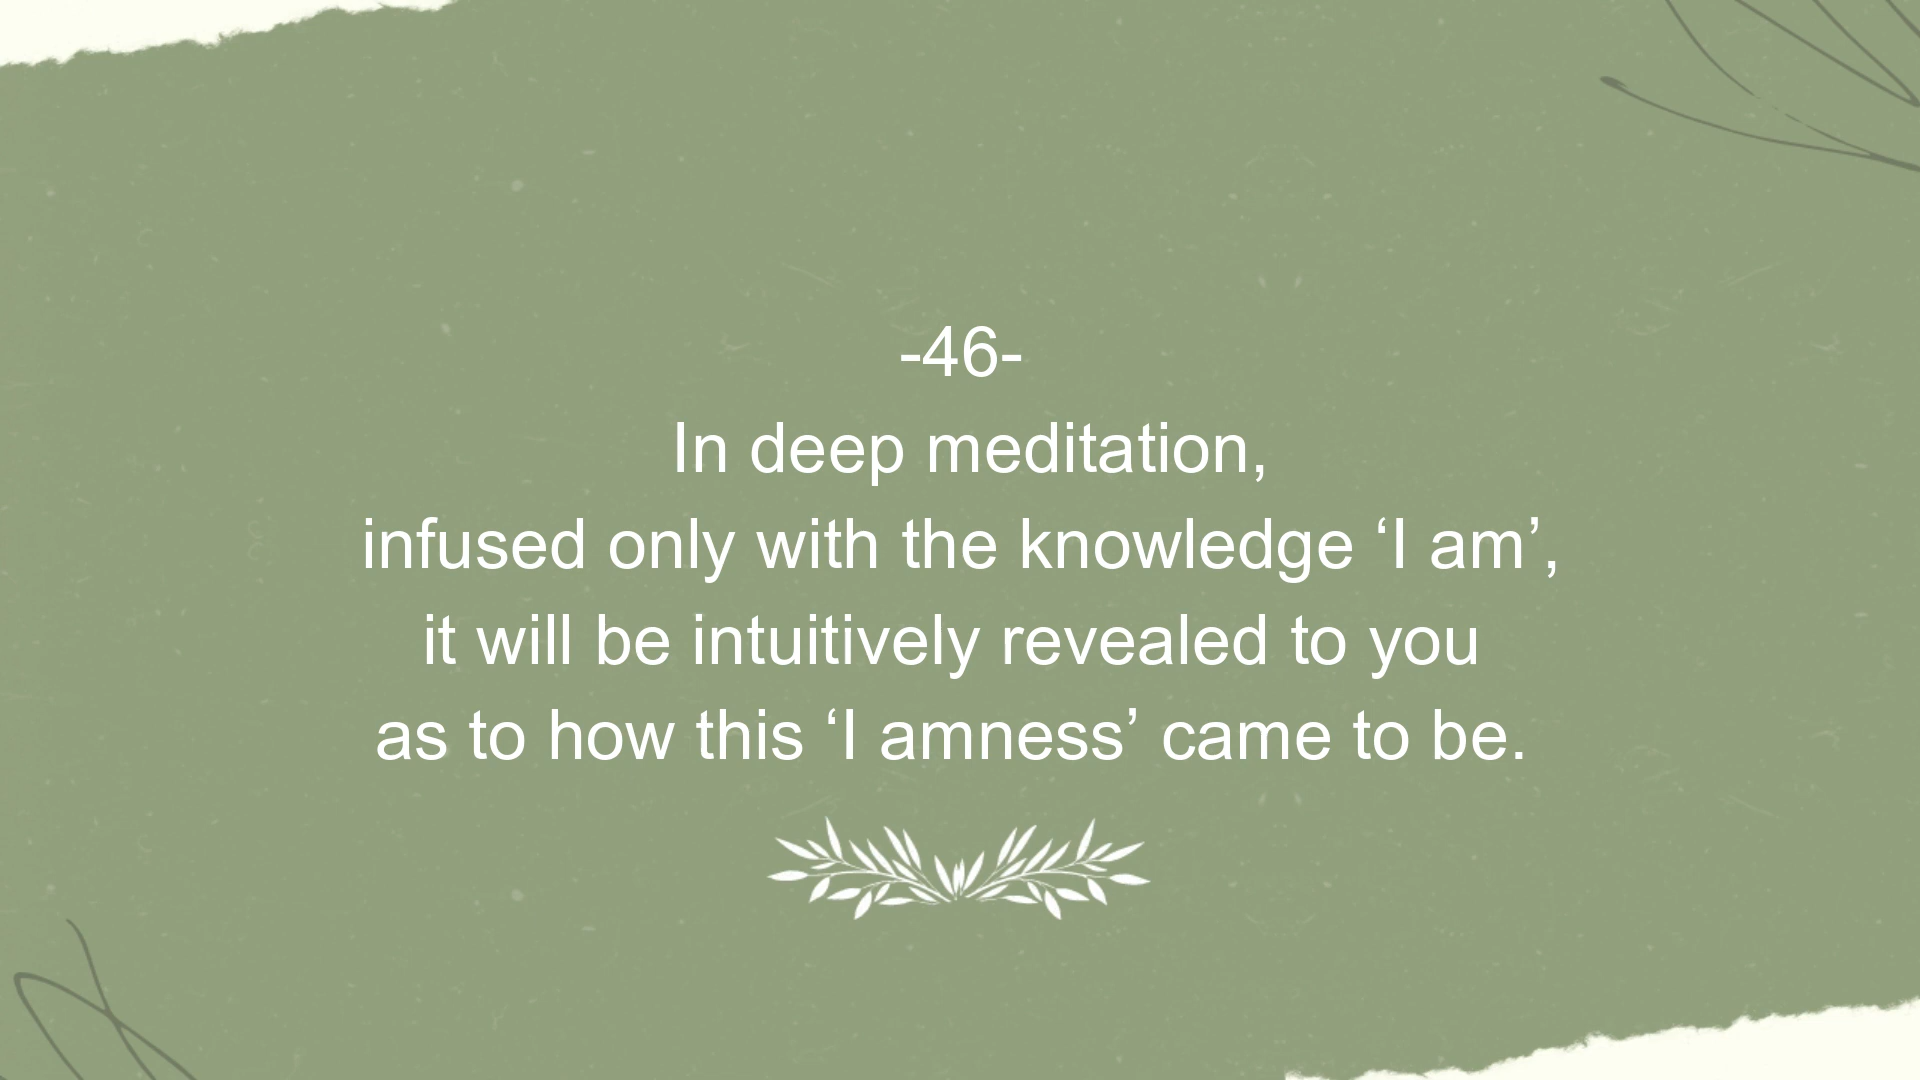 -46-
In deep meditation,
infused only with the knowledge ‘I am’,
it will be intuitively revealed to you
as to how this ‘I amness’ came to be.